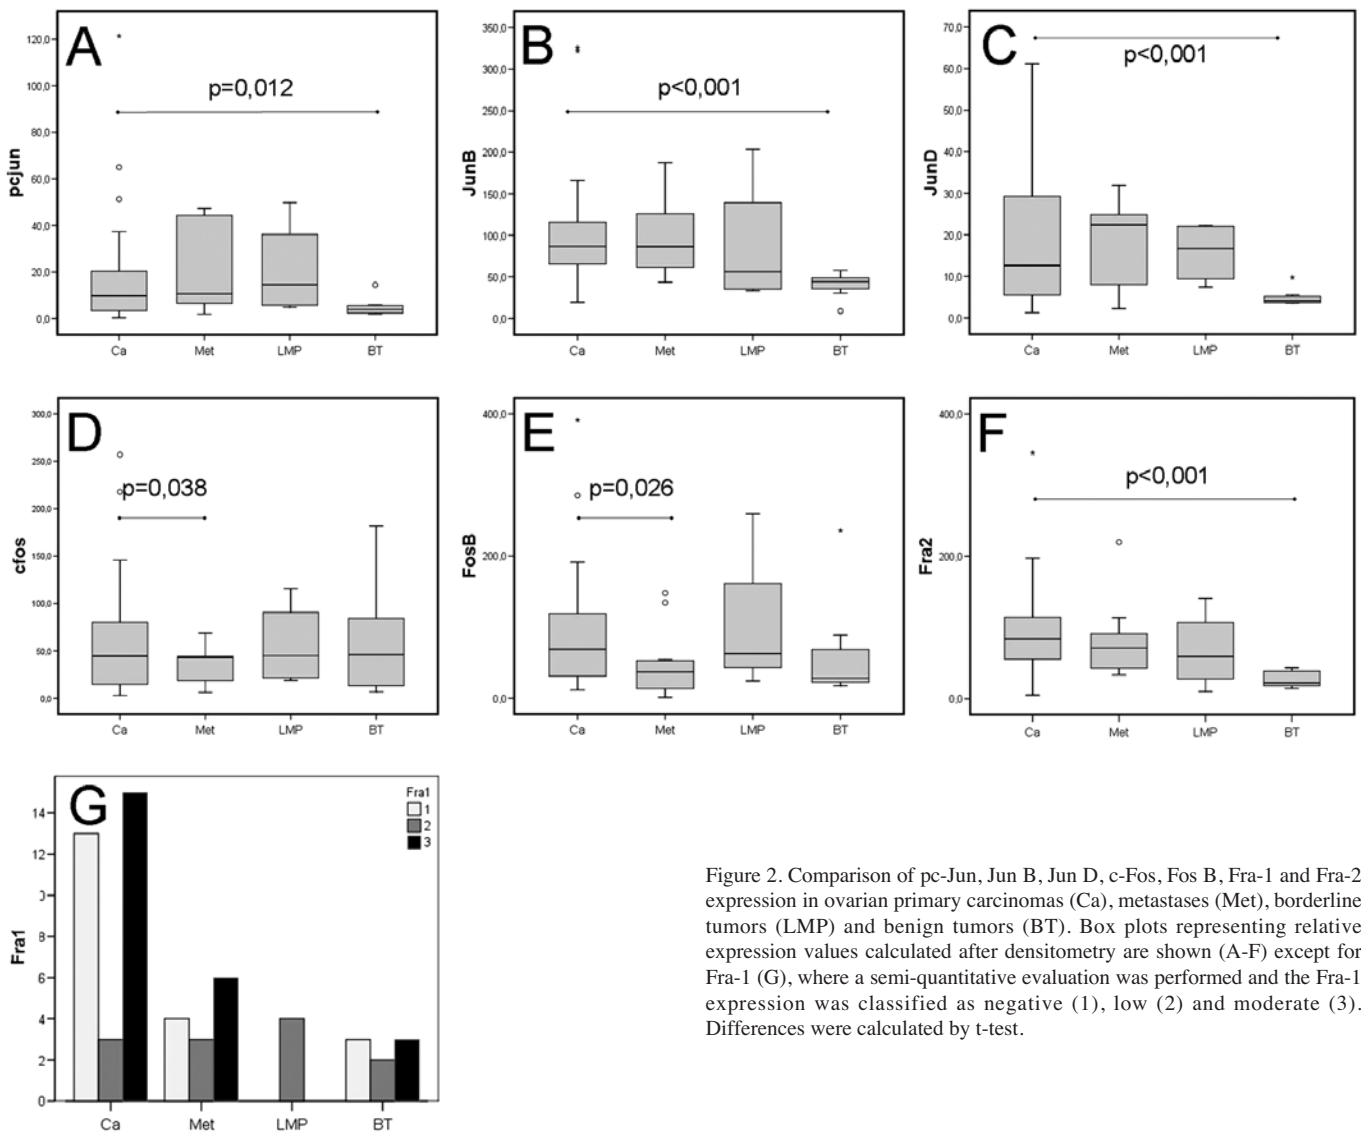 A
p=0,012
pcjun
120,0
100,0
80,0
60,0
40,0
20,0
0,0
Ca Met LMP BT
B
p<0,001
JunB
350,0
300,0
250,0
200,0
150,0
100,0
50,0
0,0
Ca Met LMP BT
C
p<0,001
JunD
70,0
60,0
50,0
40,0
30,0
20,0
10,0
0,0
Ca Met LMP BT
D
p=0,038
cfos
300,0
250,0
200,0
150,0
100,0
50,0
0,0
Ca Met LMP BT
E
p=0,026
FosB
400,0
200,0
0,0
Ca Met LMP BT
F
p<0,001
Fra2
400,0
200,0
0,0
Ca Met LMP BT
G
Fra1
1
2
3
Fra1
14
12
6
4
2
0
Ca Met LMP BT
Figure 2. Comparison of pc-Jun, Jun B, Jun D, c-Fos, Fos B, Fra-1 and Fra-2
expression in ovarian primary carcinomas (Ca), metastases (Met), borderline
tumors (LMP) and benign tumors (BT). Box plots representing relative
expression values calculated after densitometry are shown (A-F) except for
Fra-1 (G), where a semi-quantitative evaluation was performed and the Fra-1
expression was classified as negative (1), low (2) and moderate (3).
Differences were calculated by t-test.